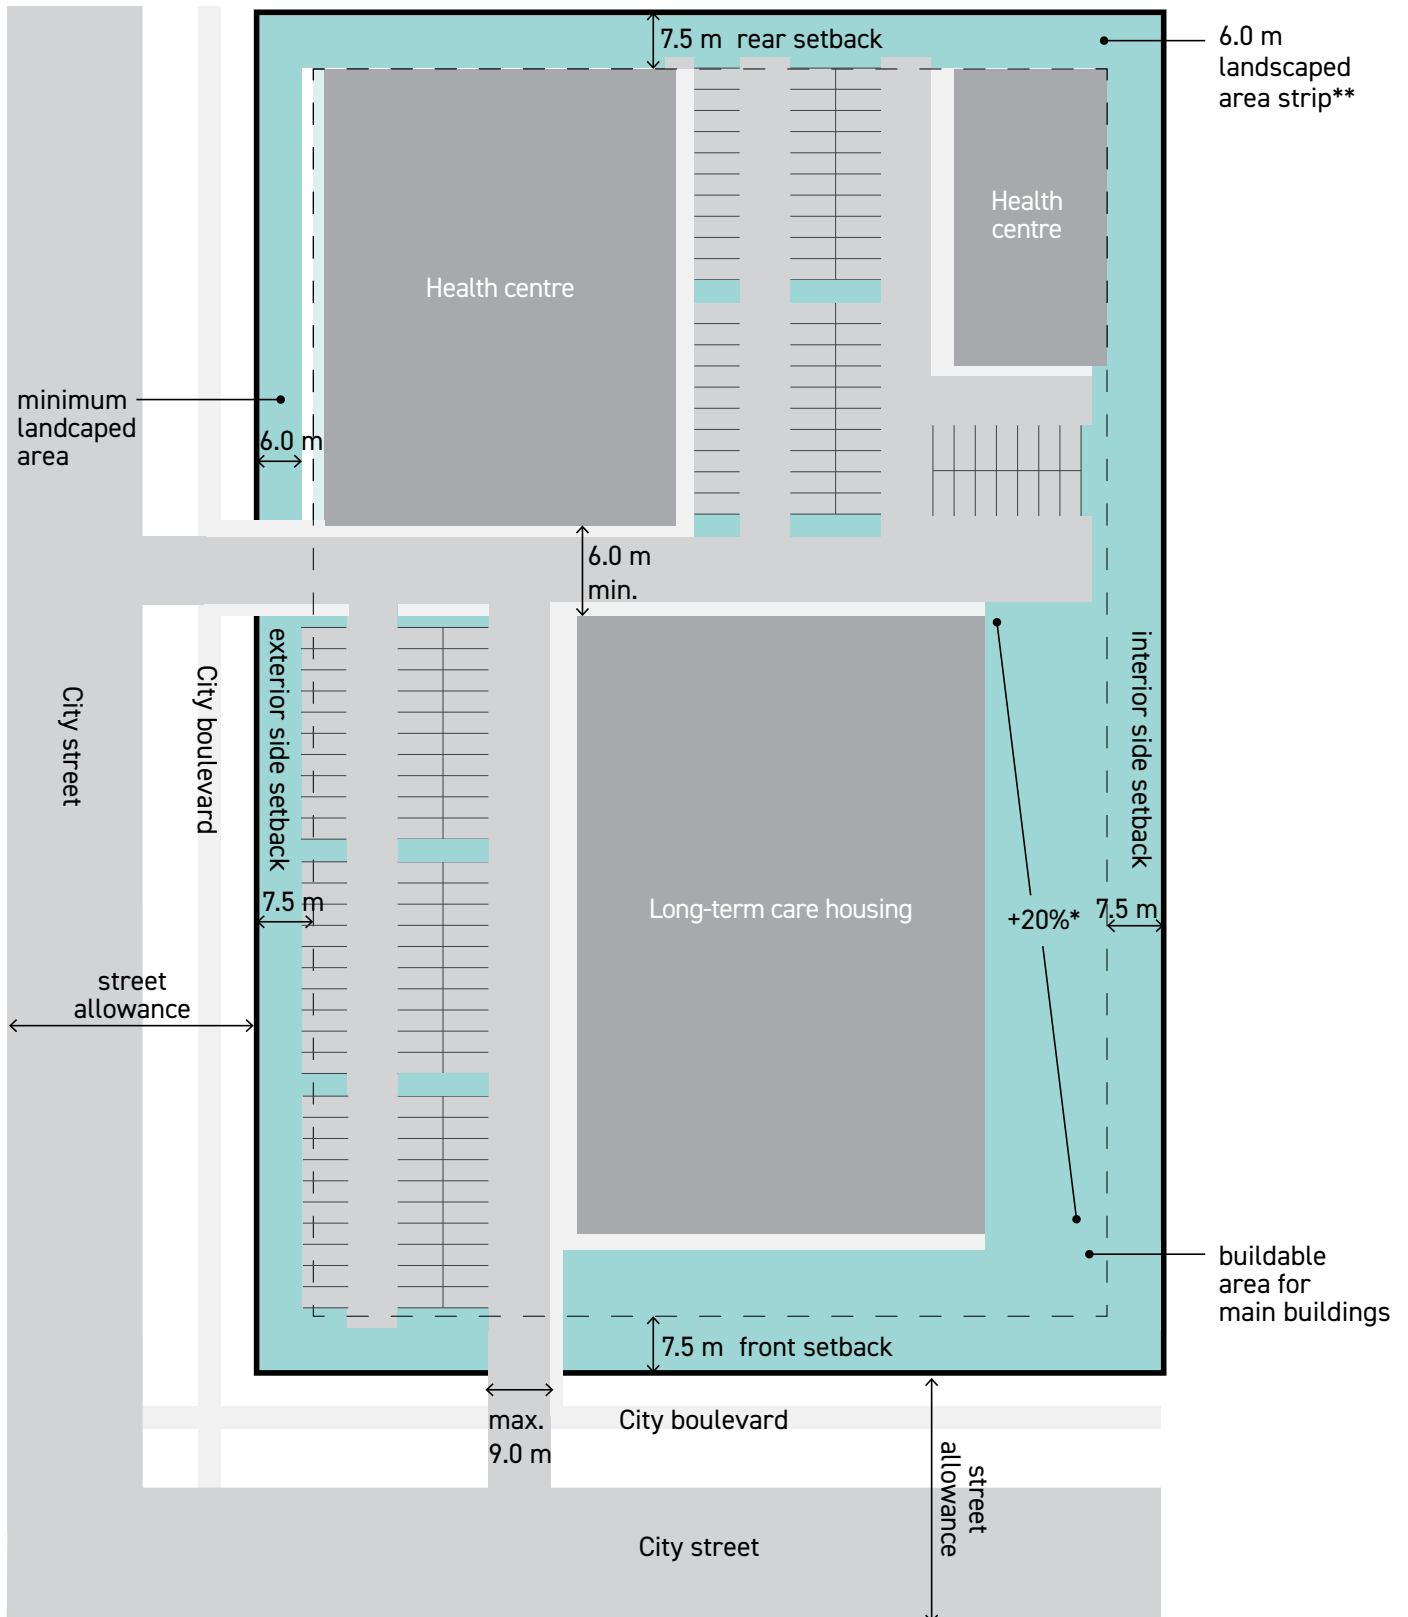 7.5 m rear setback
6.0 m
landscaped
area strip**
Health
centre
Health centre
minimum
landcaped
area
6.0 m
6.0 m
min.
exterior side setback
interior side setback
City street
City boulevard
7.5 m
Long-term care housing
+20%*
7.5 m
street
allowance
buildable
area for
main buildings
7.5 m front setback
max.
9.0 m
City boulevard
street
allowance
City street